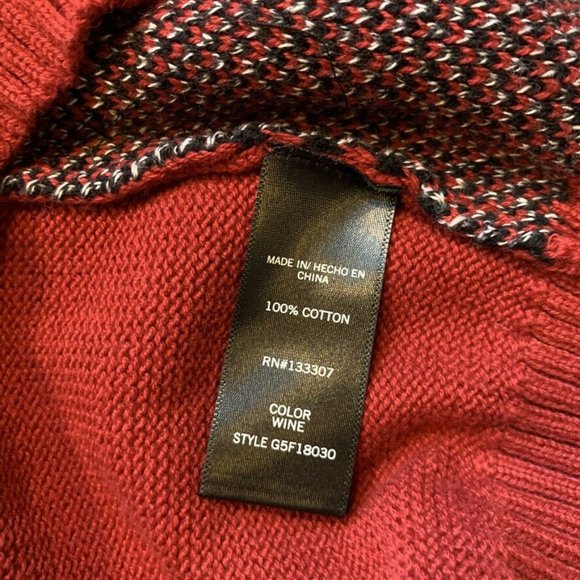 MADE IN/ HECHO EN
CHINA
100% COTTON
RN#133307
COLOR
WINE
STYLE G5F18030